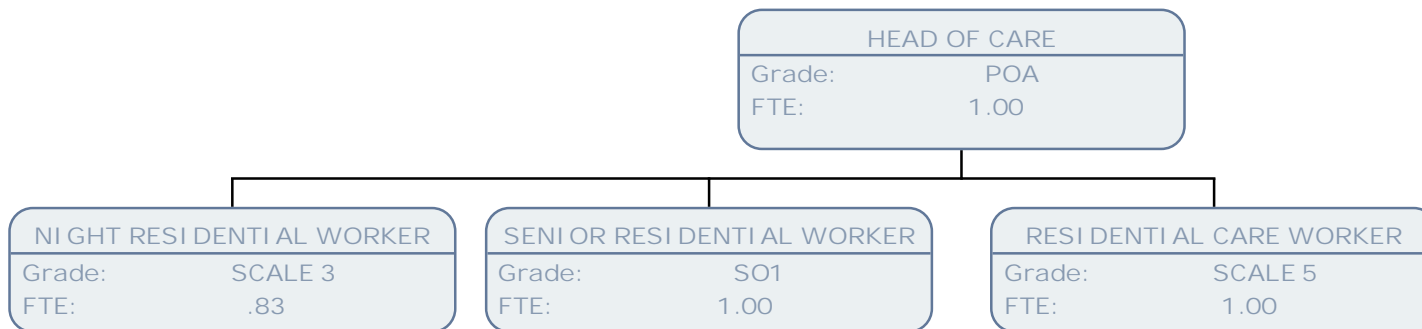 HEAD OF CARE
Grade: POA
FTE: 1.00
NIGHT RESIDENTIAL WORKER
Grade: SCALE 3
FTE: .83
SENIOR RESIDENTIAL WORKER
Grade: SO1
FTE: 1.00
RESIDENTIAL CARE WORKER
Grade: SCALE 5
FTE: 1.00